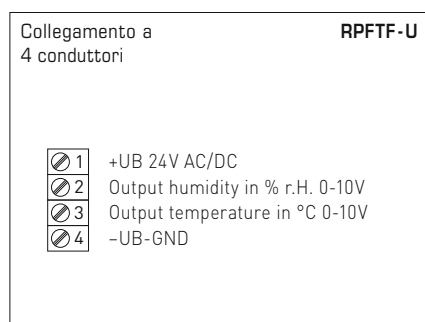 Collegamento a RPFTF-U
4 conduttori
1 +UB 24V AC/DC
2 Output humidity in % r.H. 0-10V
3 Output temperature in °C 0-10V
4 –UB-GND